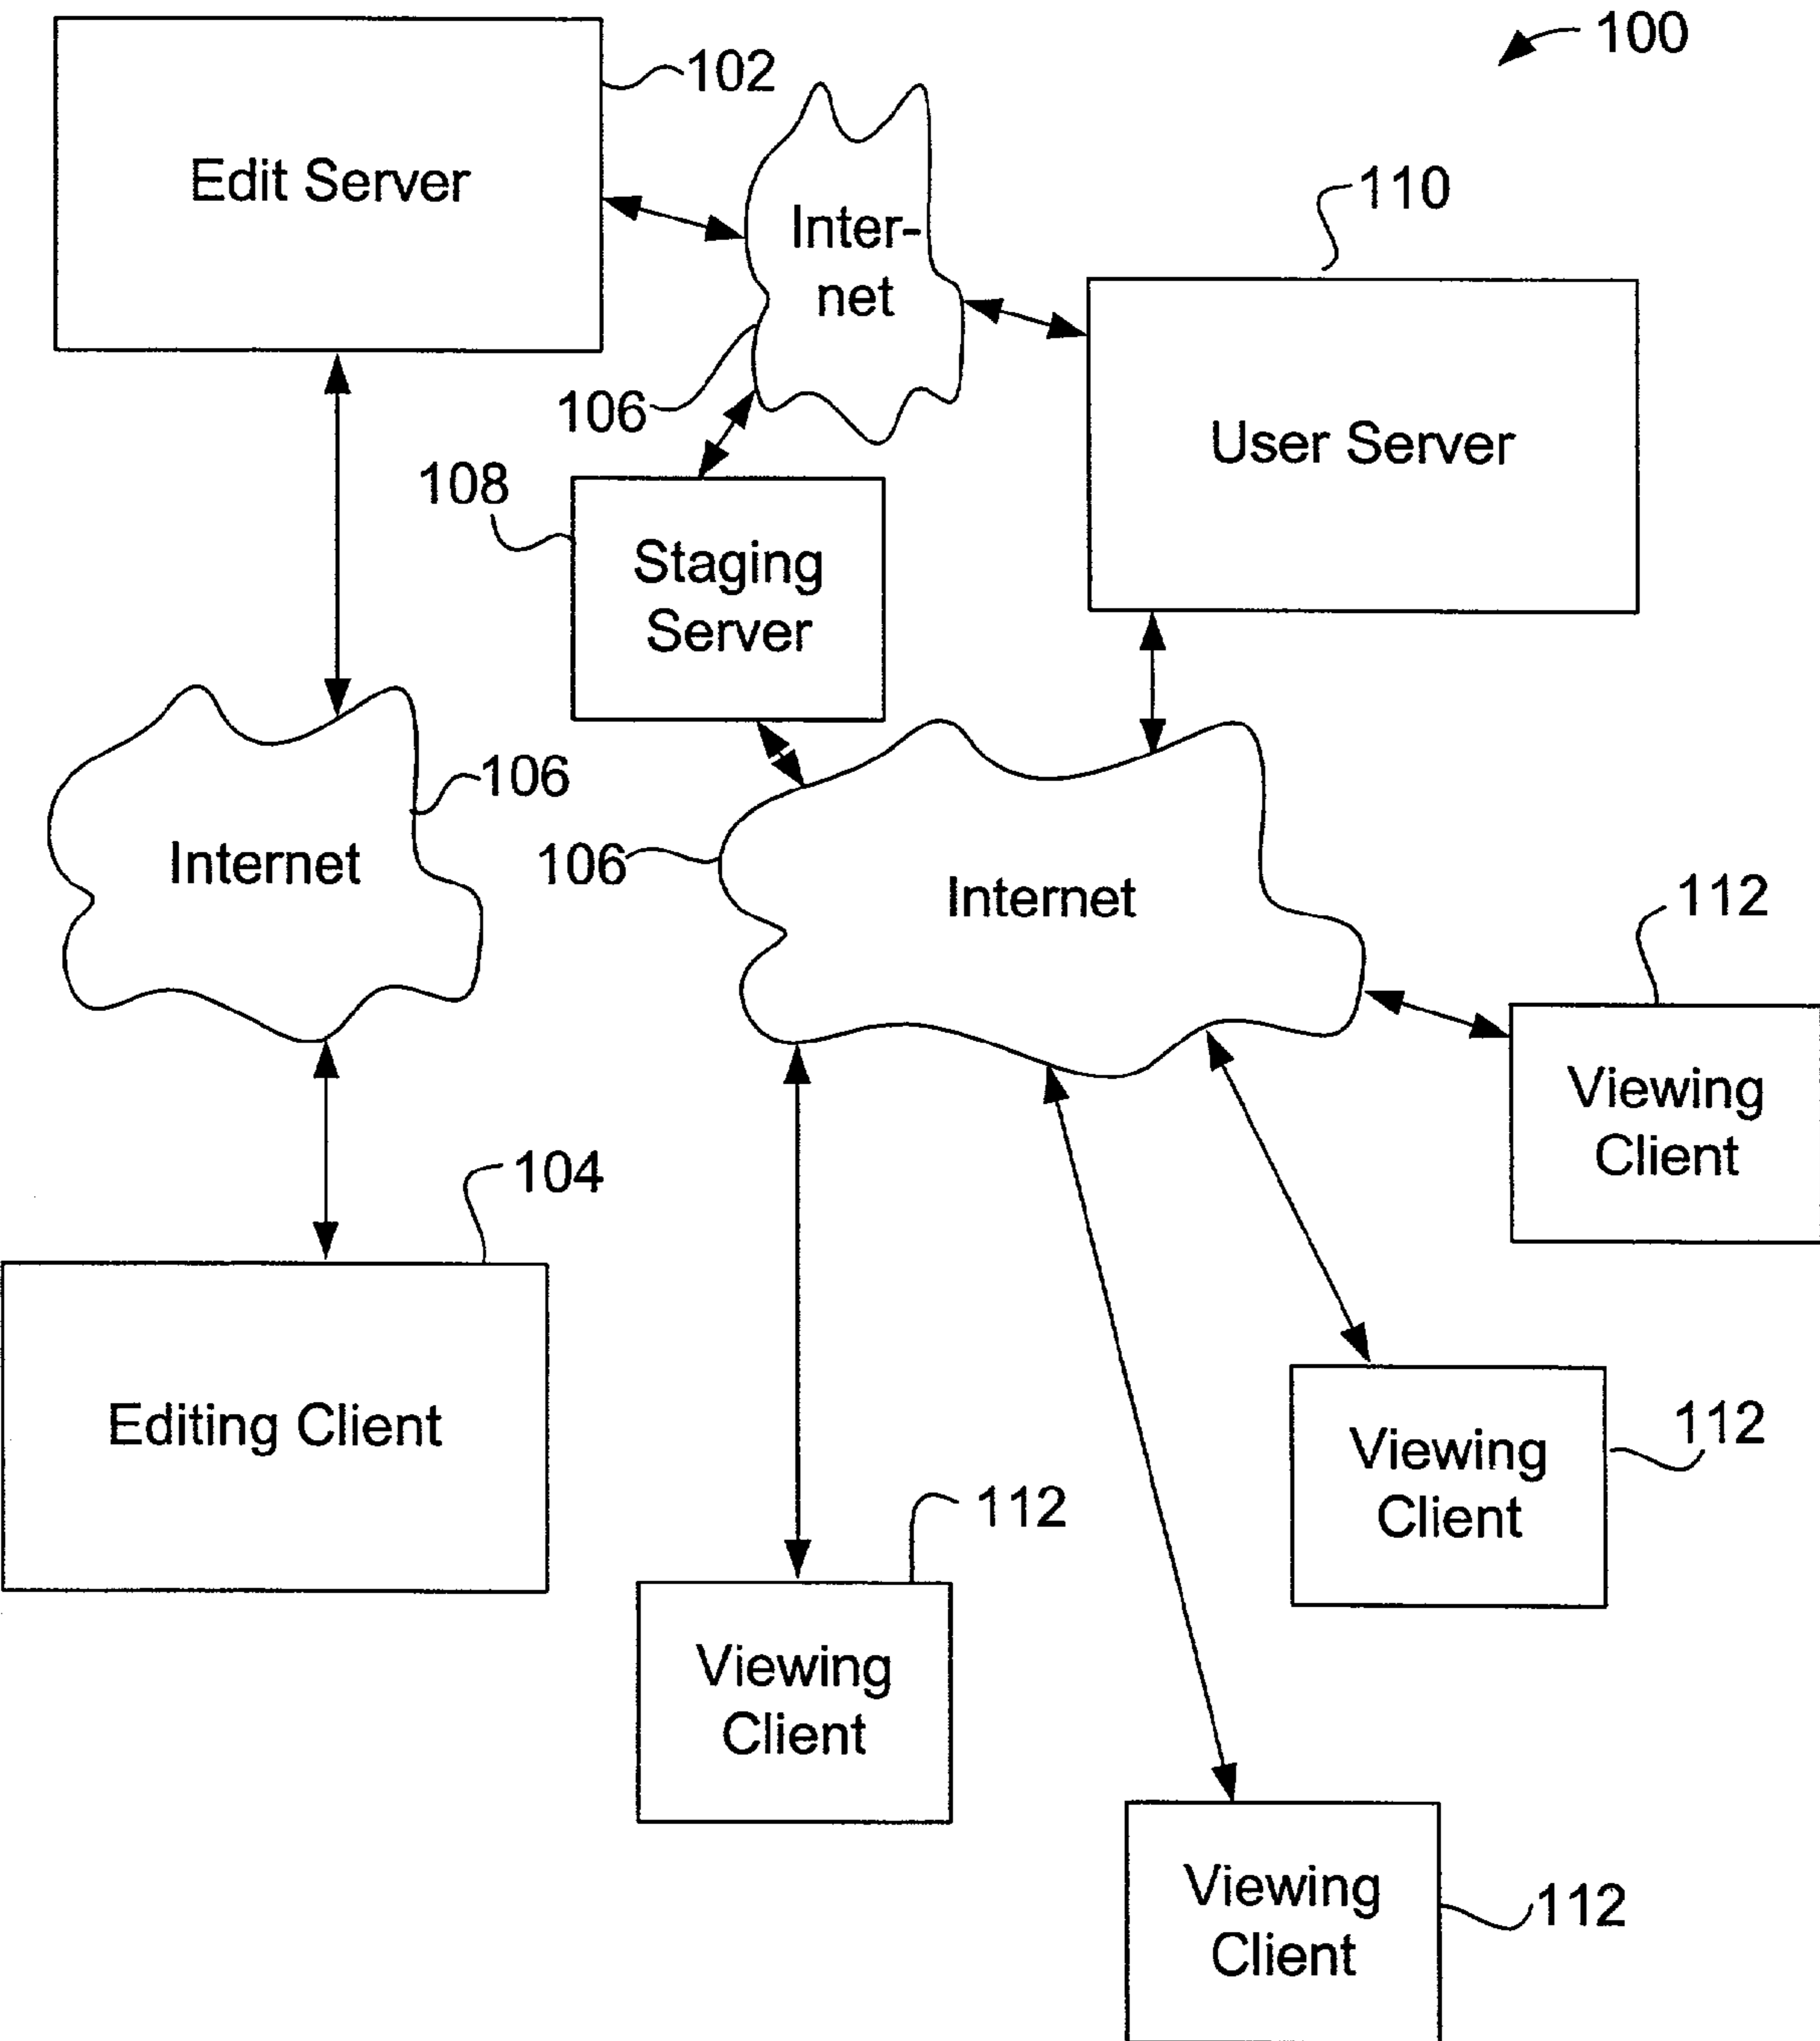 100
102
Edit Server
110
Inter-
net
106
User Server
108
Staging
Server
106
Internet
106
Internet
112
Viewing
Client
104
Editing Client
112
Viewing
Client
112
Viewing
Client
112
Viewing
Client